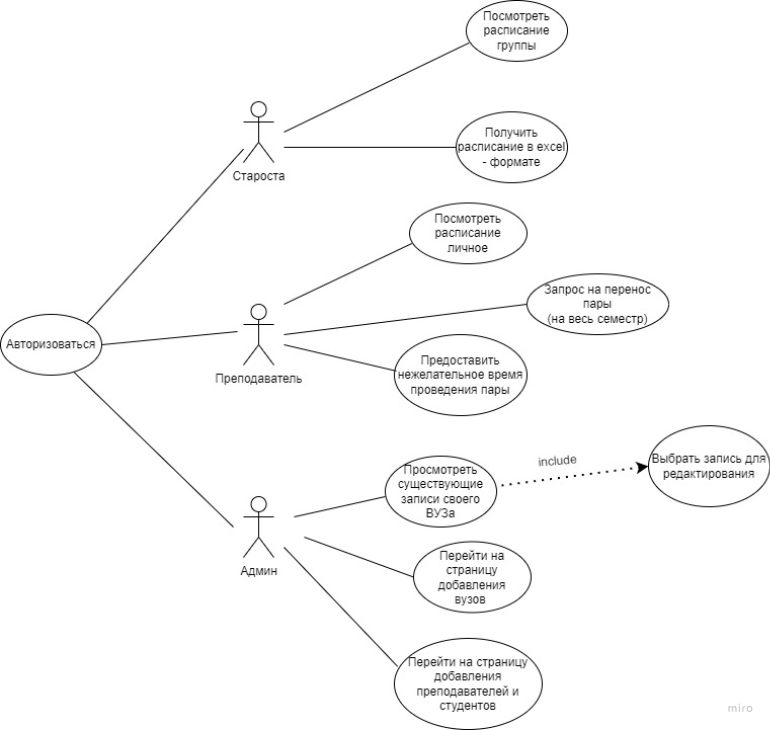 Посмотреть
расписание
группы
Получить
расписание в excel
- формате
Староста
Посмотреть
расписание
личное
Запрос на перенос
пары
(на весь семестр)
Авторизоваться
Преподаватель
Предоставить
нежелательное время
проведения пары
include
Выбрать запись для
редактирования
Просмотреть
существующие
записи своего
ВУЗа
Админ
Перейти на
страницу
добавления
вузов
Перейти на страницу
добавления
преподавателей и
студентов
miro